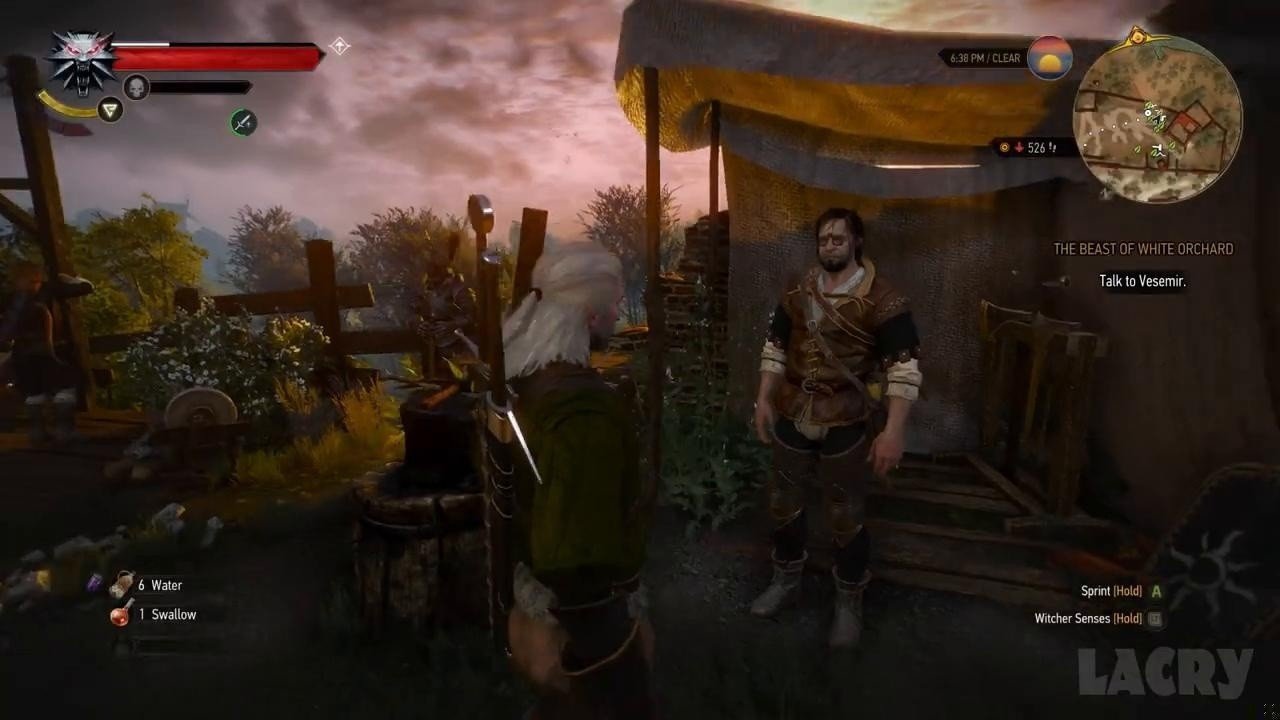 6:38 PM / CLEAR
526
THE BEAST OF WHITE ORCHARD
Talk to Vesemir.
6 Water
1 Swallow
Sprint [Hold] A
Witcher Senses [Hold]
LACRY